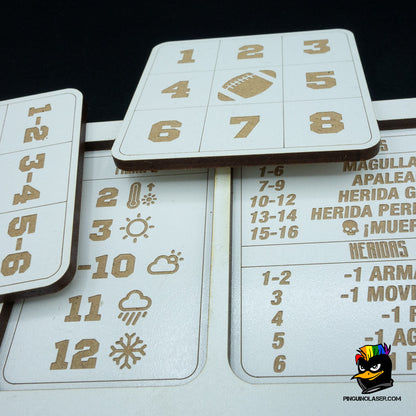 1 2 3
4 5
6 7 8
1-2
3-4
5-6
2
3
-10
11
12
1-6 MAGULLA
7-9 APALEA
10-12 HERIDA G
13-14 HERIDA PER
15-16 ¡MUER
HERIDAS
1-2 -1 ARM
3 -1 MOVI
4 -1 F
5 -1 AG
6
PINGUINOLASER.COM